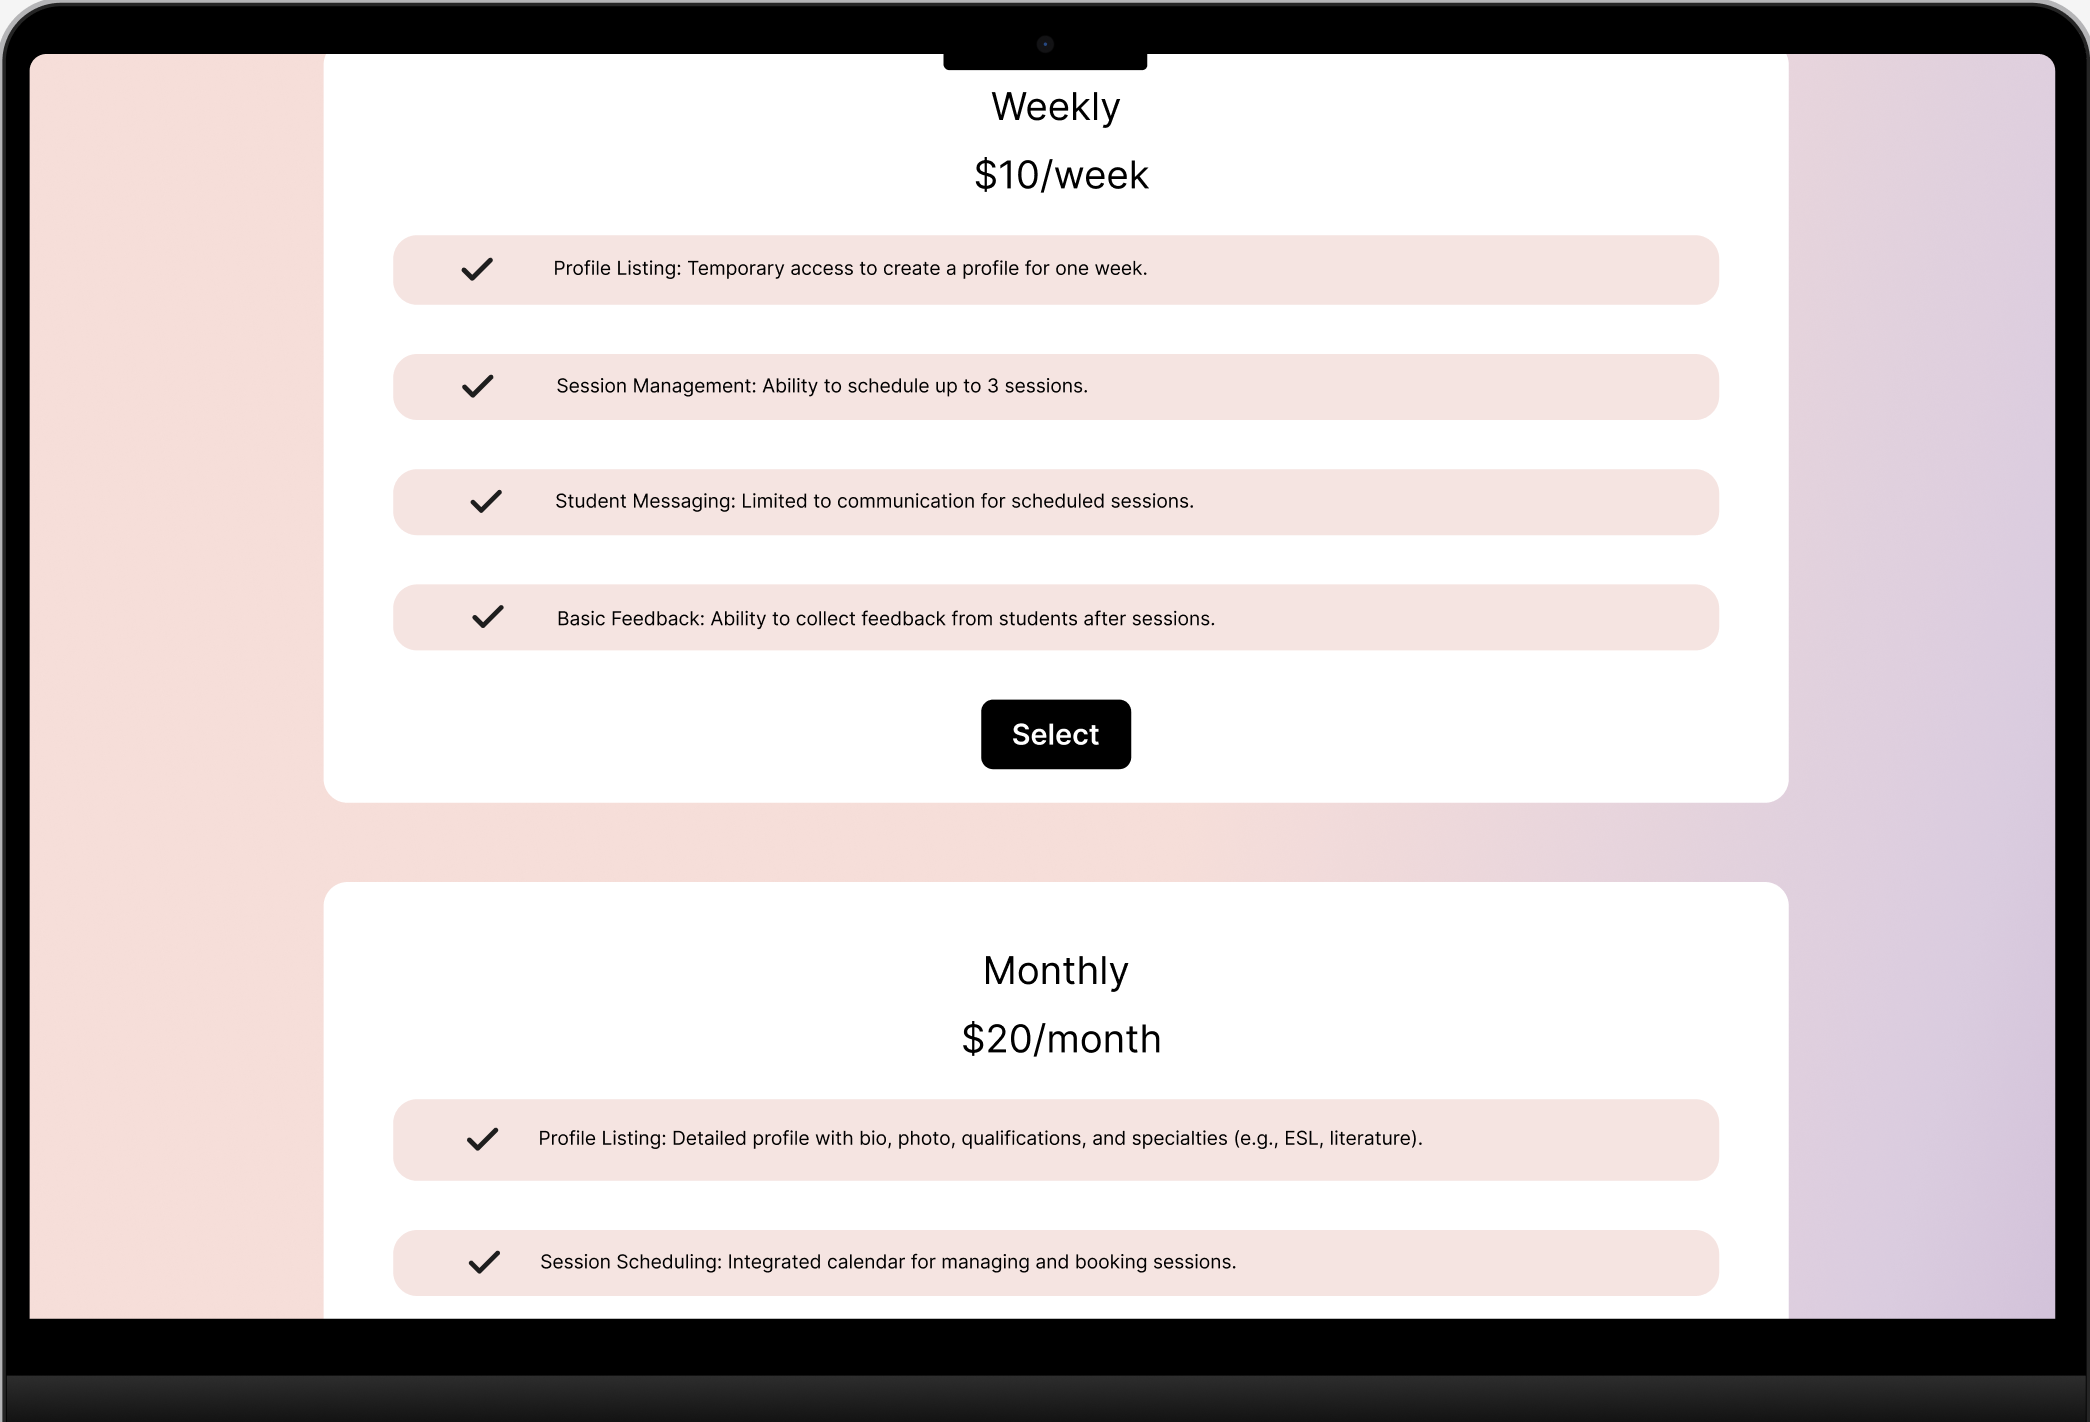 Weekly
$10/week
Profile Listing: Temporary access to create a profile for one week.
Session Management: Ability to schedule up to 3 sessions.
Student Messaging: Limited to communication for scheduled sessions.
Basic Feedback: Ability to collect feedback from students after sessions.
Select
Monthly
$20/month
Profile Listing: Detailed profile with bio, photo, qualifications, and specialties (e.g., ESL, literature).
Session Scheduling: Integrated calendar for managing and booking sessions.